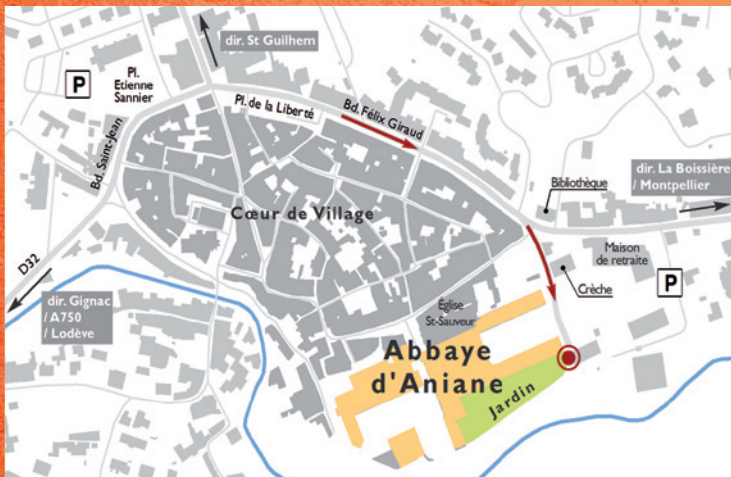 dir. St Guilhem
P
Pl.
Etienne
Sannier
Pl. de la Liberté
Bd. Félix Giraud
Bd. Saint-Jean
Bibliothèque
dir. La Boissière
/ Montpellier
Cœur de Village
D32
Maison
de retraite
P
Crèche
dir. Gignac
/ A750
/ Lodève
Église
St-Sauveur
Abbaye
d'Aniane
Jardin